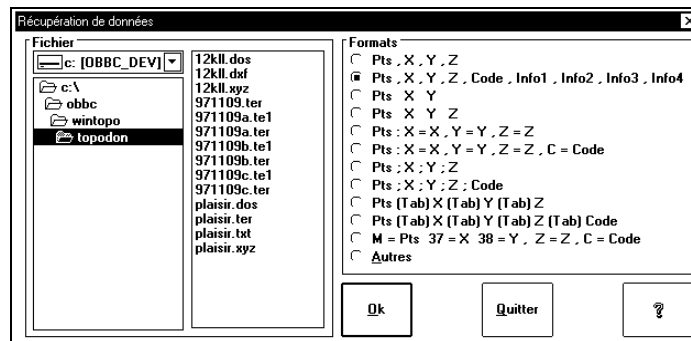 Récupération de données
Fichier
c: [OBBC_DEV]
c:\
obbc
wintopo
topodon
12kll.dos
12kll.dxf
12kll.xyz
971109.ter
971109a.te1
971109a.ter
971109b.te1
971109b.ter
971109c.te1
971109c.ter
plaisir.dos
plaisir.ter
plaisir.txt
plaisir.xyz
Formats
Pts , X , Y , Z
Pts , X , Y , Z , Code , Info1 , Info2 , Info3 , Info4
Pts X Y
Pts X Y Z
Pts : X = X , Y = Y , Z = Z
Pts : X = X , Y = Y , Z = Z , C = Code
Pts ; X ; Y ; Z
Pts ; X ; Y ; Z ; Code
Pts (Tab) X (Tab) Y (Tab) Z
Pts (Tab) X (Tab) Y (Tab) Z (Tab) Code
M = Pts 37 = X 38 = Y , Z = Z , C = Code
Autres
Ok
Quitter
?